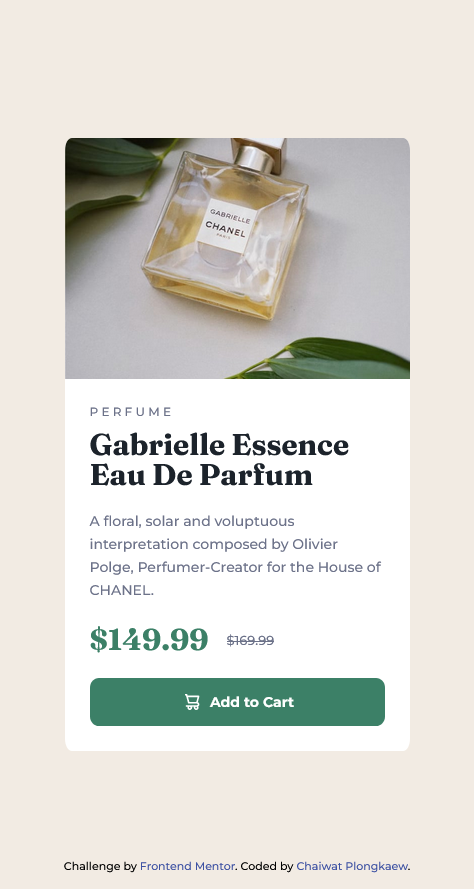 GABRIELLE
CHANEL
PARIS
PERFUME
Gabrielle Essence
Eau De Parfum
A floral, solar and voluptuous
interpretation composed by Olivier
Polge, Perfumer-Creator for the House of
CHANEL.
$149.99 $169.99
Add to Cart
Challenge by Frontend Mentor. Coded by Chaiwat Plongkaew.